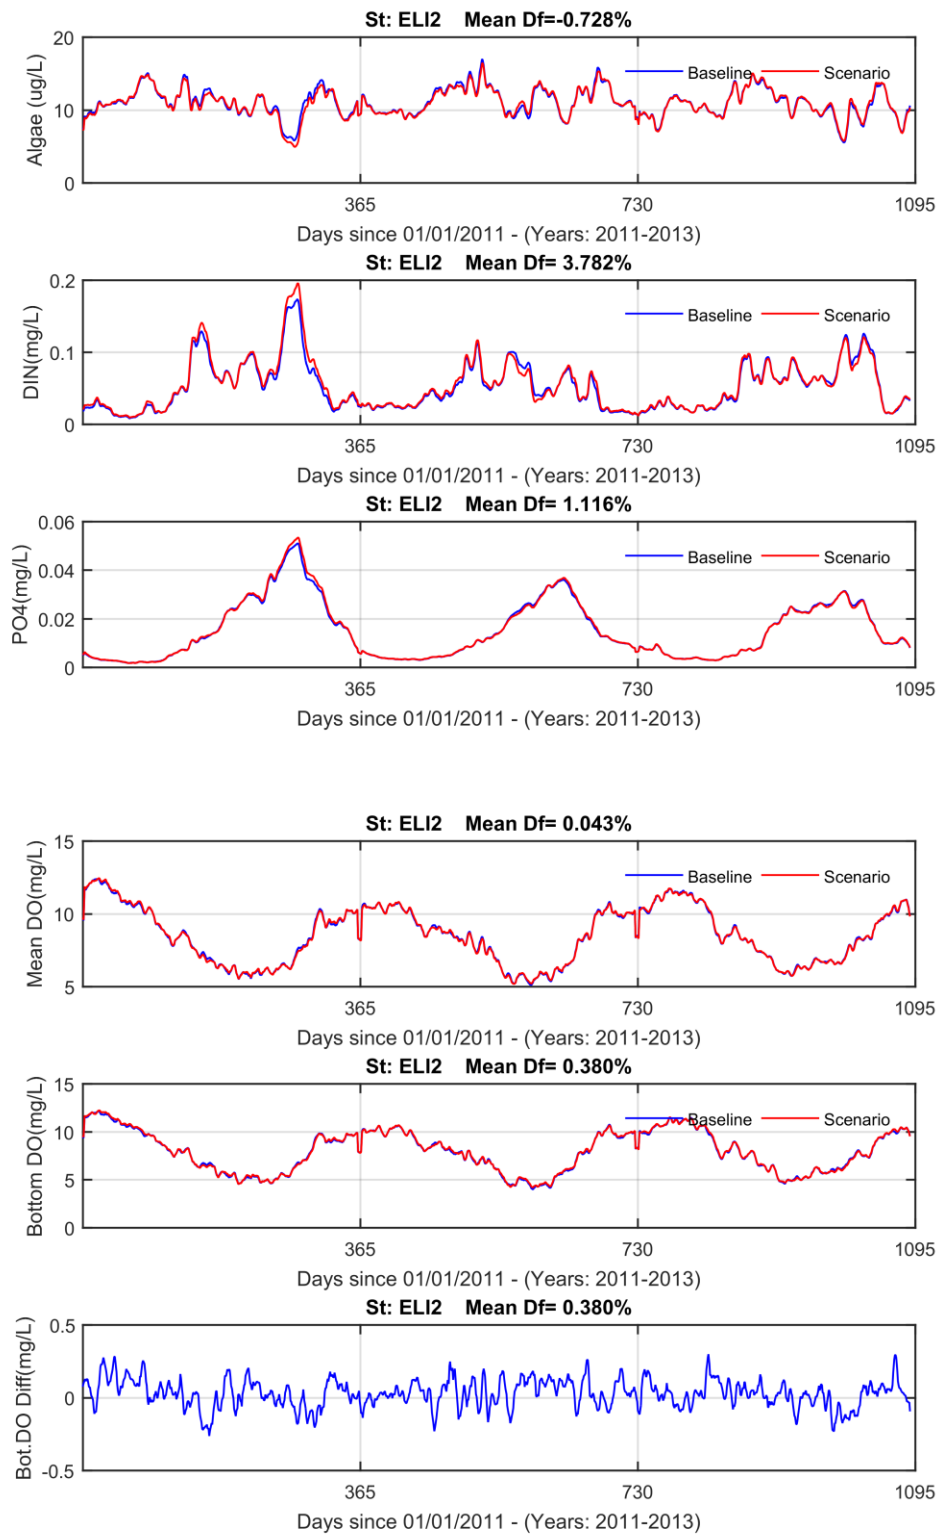 St: ELI2 Mean Df=-0.728%
20
10
0
Algae (ug/L)
Baseline
Scenario
365
730
1095
Days since 01/01/2011 - (Years: 2011-2013)
St: ELI2 Mean Df= 3.782%
0.2
0.1
0
DIN(mg/L)
Baseline
Scenario
365
730
1095
Days since 01/01/2011 - (Years: 2011-2013)
St: ELI2 Mean Df= 1.116%
0.06
0.04
0.02
0
PO4(mg/L)
Baseline
Scenario
365
730
1095
Days since 01/01/2011 - (Years: 2011-2013)
St: ELI2 Mean Df= 0.043%
15
10
5
Mean DO(mg/L)
Baseline
Scenario
365
730
1095
Days since 01/01/2011 - (Years: 2011-2013)
St: ELI2 Mean Df= 0.380%
15
10
5
0
Bottom DO(mg/L)
Baseline
Scenario
365
730
1095
Days since 01/01/2011 - (Years: 2011-2013)
St: ELI2 Mean Df= 0.380%
0.5
0
-0.5
Bot.DO Diff(mg/L)
365
730
1095
Days since 01/01/2011 - (Years: 2011-2013)